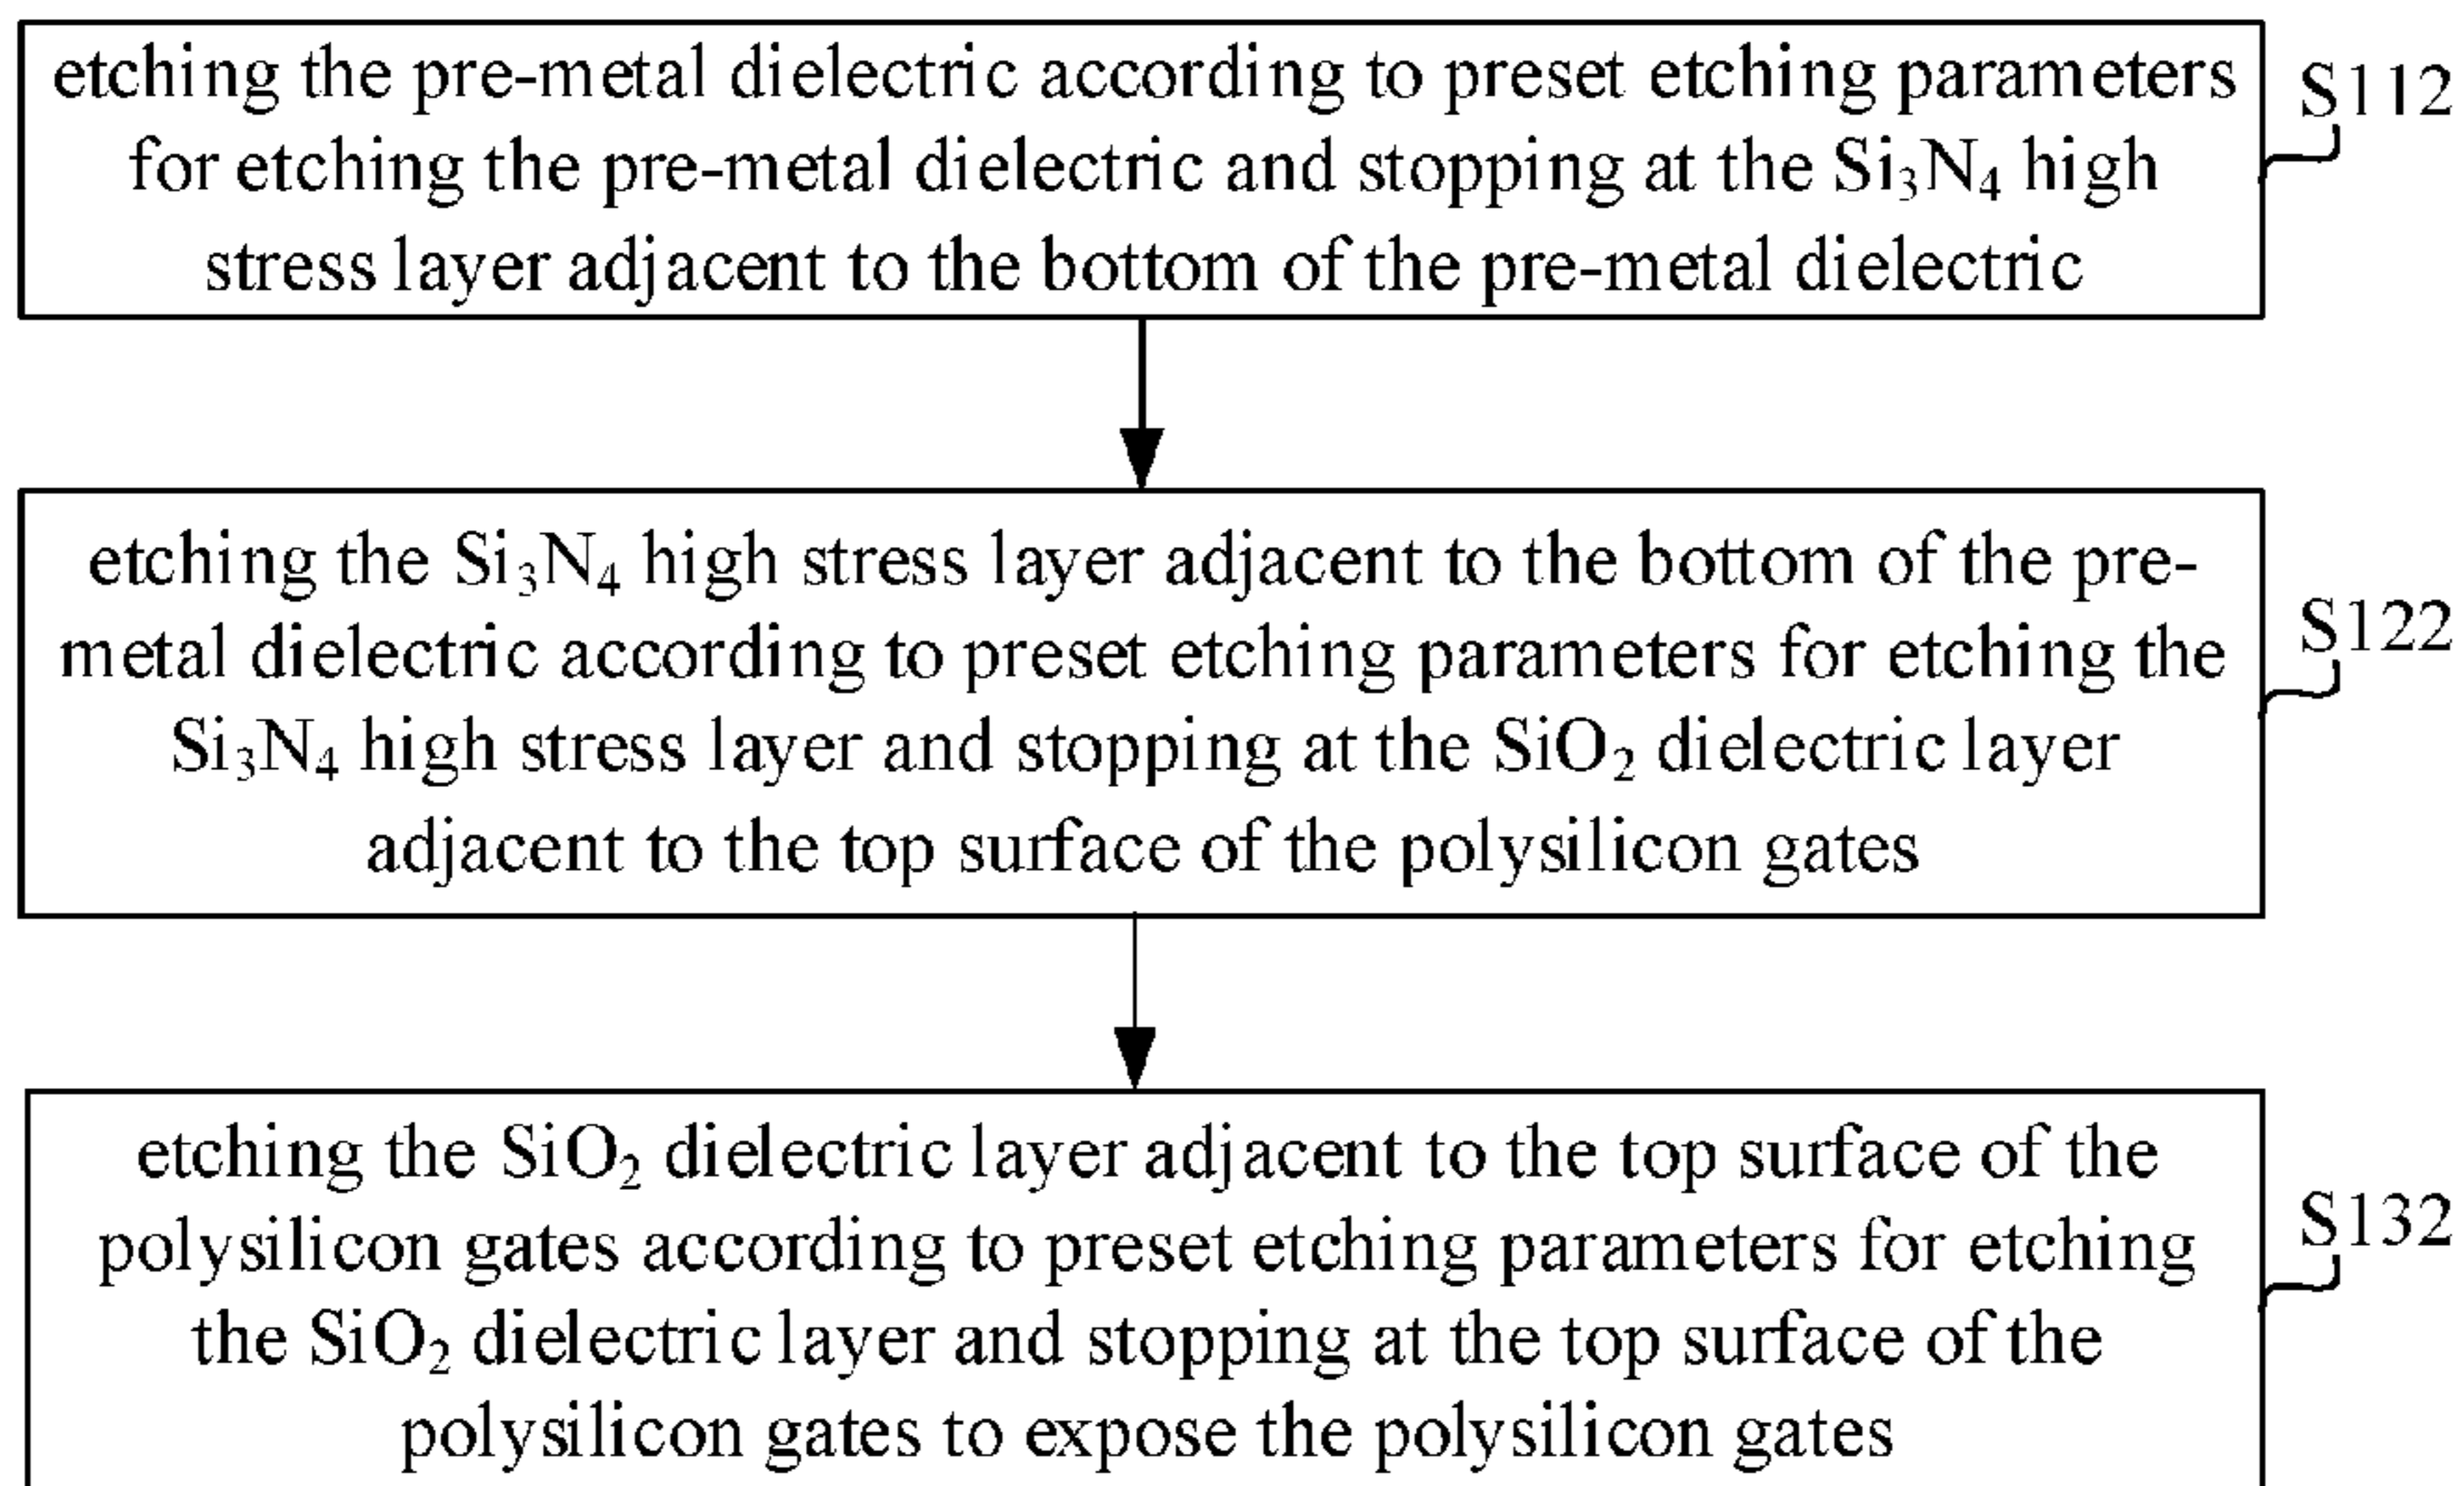 etching the pre-metal dielectric according to preset etching parameters
for etching the pre-metal dielectric and stopping at the Si₃N₄ high
stress layer adjacent to the bottom of the pre-metal dielectric
S112
etching the Si₃N₄ high stress layer adjacent to the bottom of the pre-
metal dielectric according to preset etching parameters for etching the
Si₃N₄ high stress layer and stopping at the SiO₂ dielectric layer
adjacent to the top surface of the polysilicon gates
S122
etching the SiO₂ dielectric layer adjacent to the top surface of the
polysilicon gates according to preset etching parameters for etching
the SiO₂ dielectric layer and stopping at the top surface of the
polysilicon gates to expose the polysilicon gates
S132